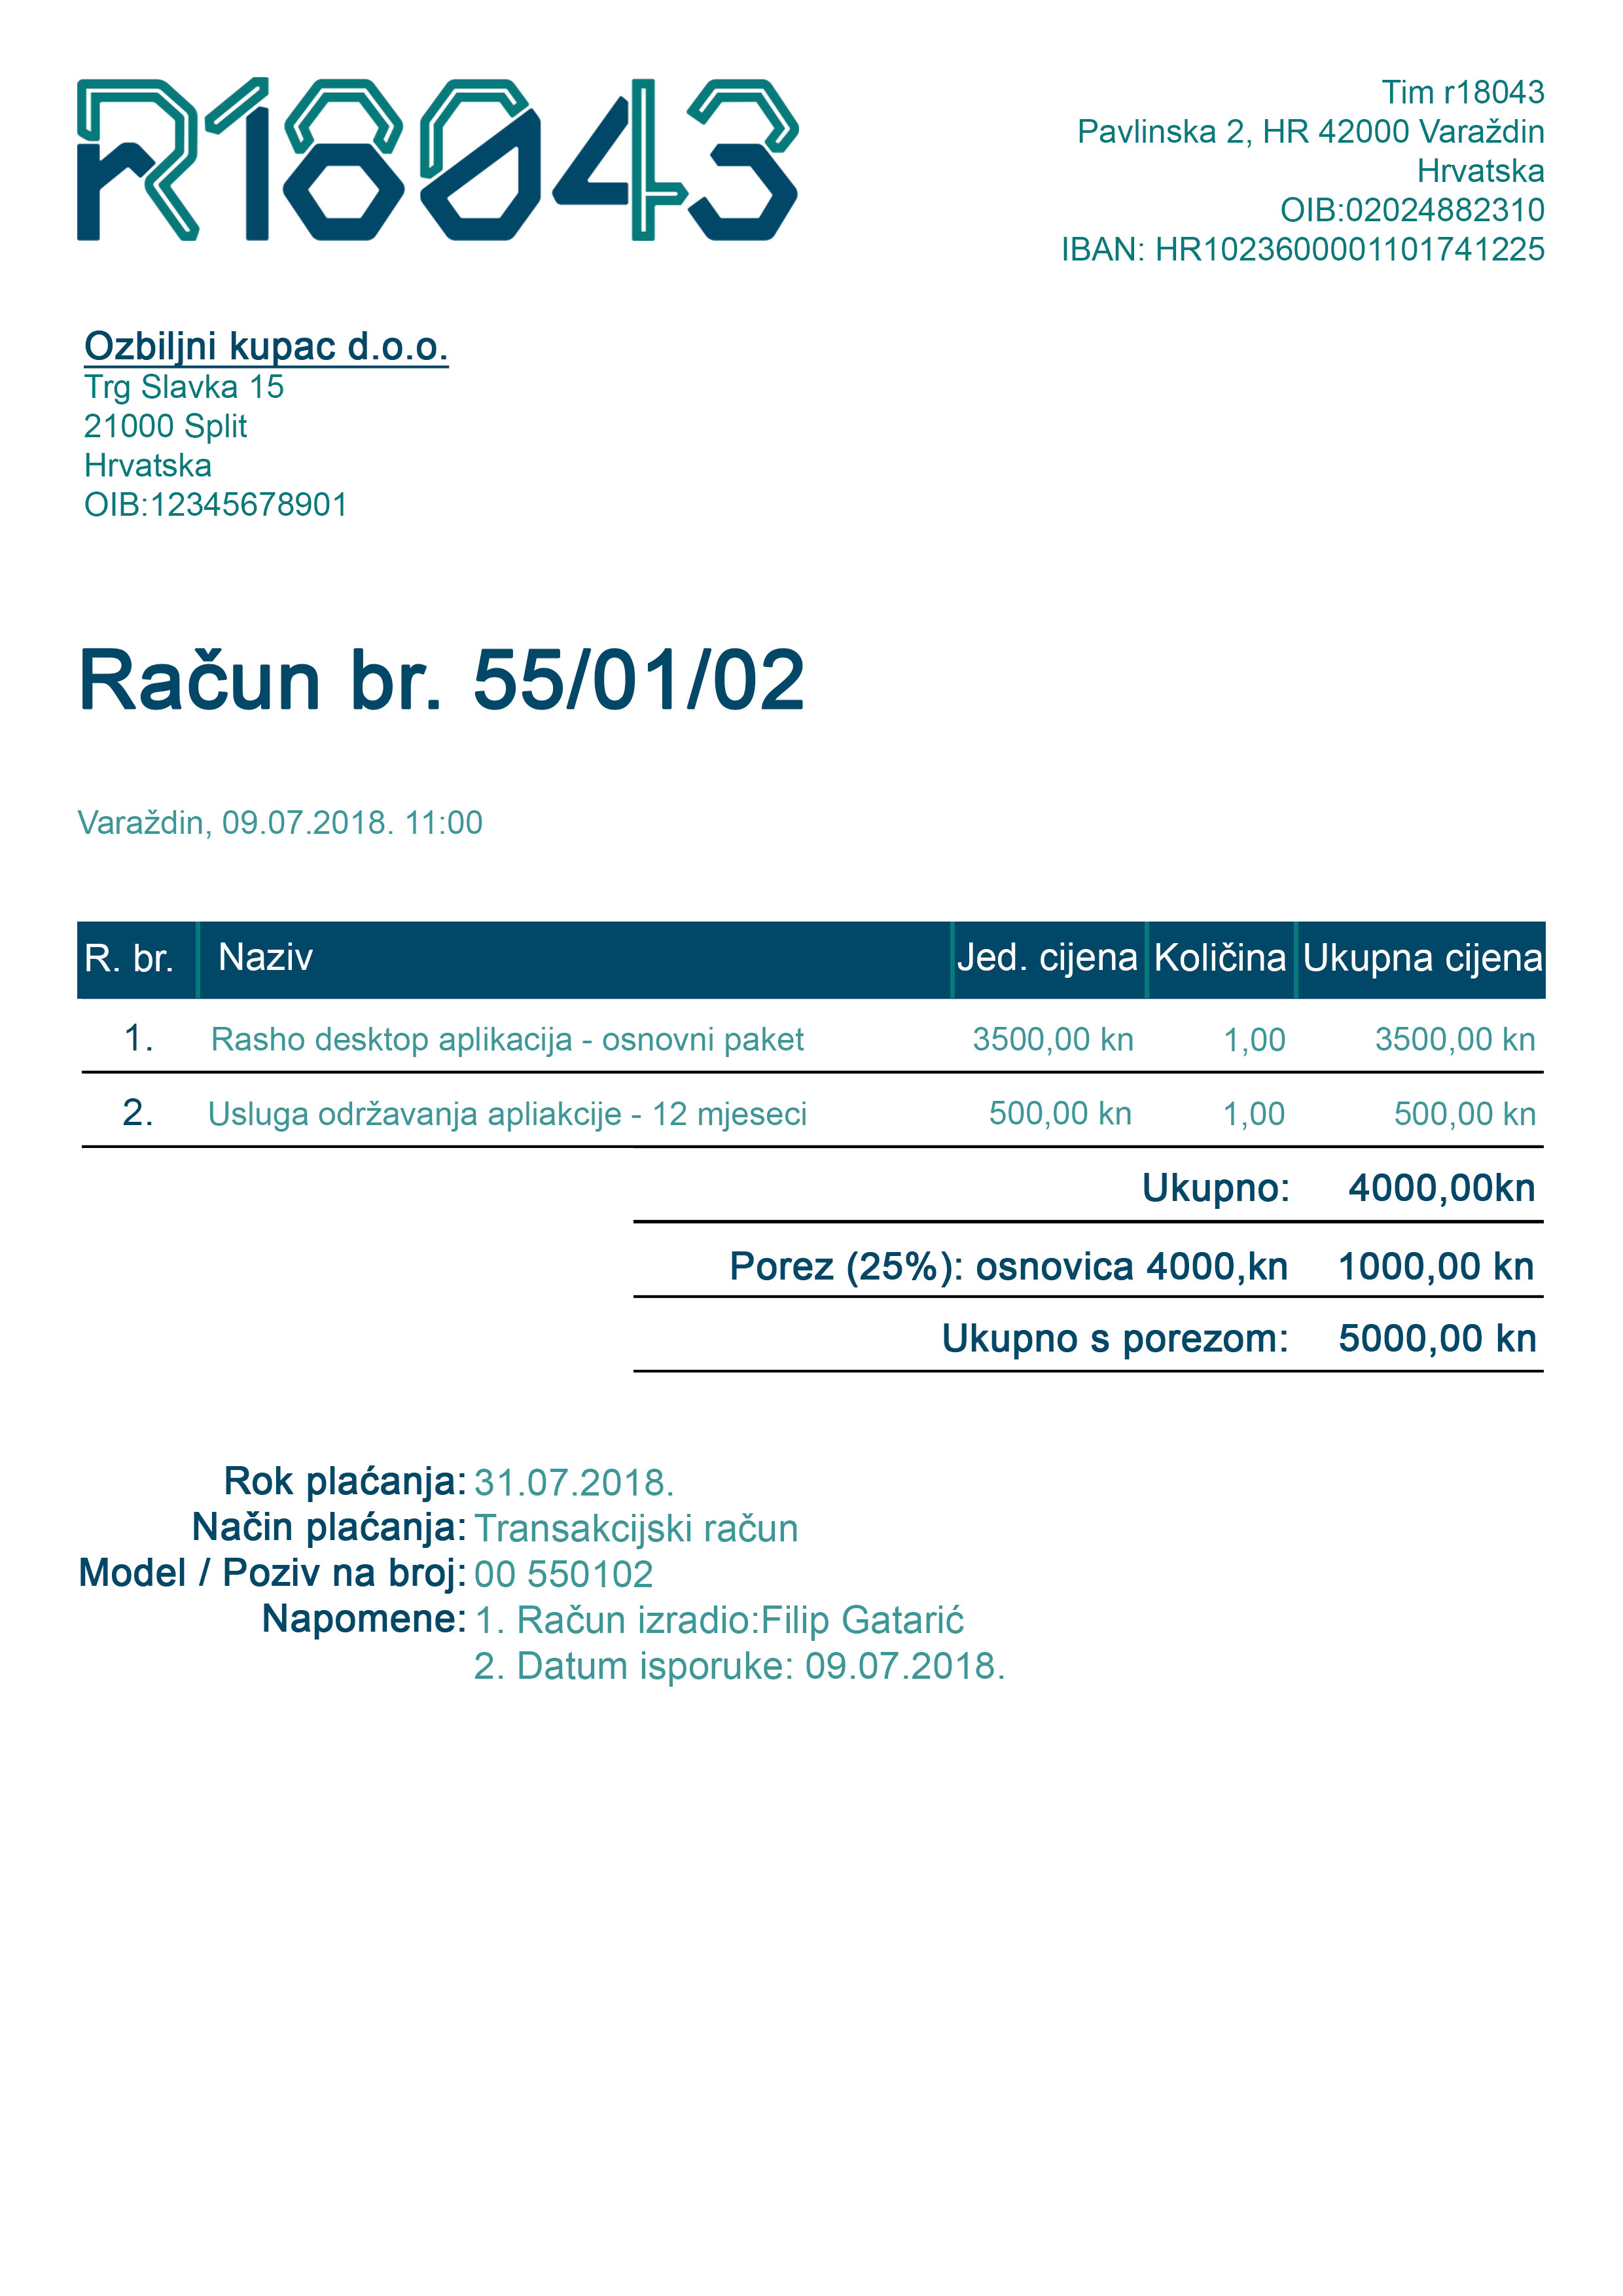 R18043
Tim r18043
Pavlinska 2, HR 42000 Varaždin
Hrvatska
OIB:02024882310
IBAN: HR1023600001101741225
Ozbiljni kupac d.o.o.
Trg Slavka 15
21000 Split
Hrvatska
OIB:12345678901
Račun br. 55/01/02
Varaždin, 09.07.2018. 11:00
R. br. Naziv Jed. cijena Količina Ukupna cijena
1. Rasho desktop aplikacija - osnovni paket 3500,00 kn 1,00 3500,00 kn
2. Usluga održavanja apliakcije - 12 mjeseci 500,00 kn 1,00 500,00 kn
Ukupno: 4000,00kn
Porez (25%): osnovica 4000,kn 1000,00 kn
Ukupno s porezom: 5000,00 kn
Rok plaćanja: 31.07.2018.
Način plaćanja: Transakcijski račun
Model / Poziv na broj: 00 550102
Napomene: 1. Račun izradio:Filip Gatarić
2. Datum isporuke: 09.07.2018.